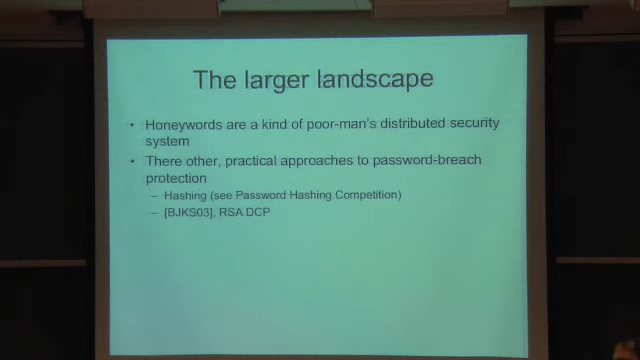 The larger landscape
• Honeywords are a kind of poor-man's distributed security
system
• There other, practical approaches to password-breach
protection
– Hashing (see Password Hashing Competition)
– [BJKS03], RSA DCP